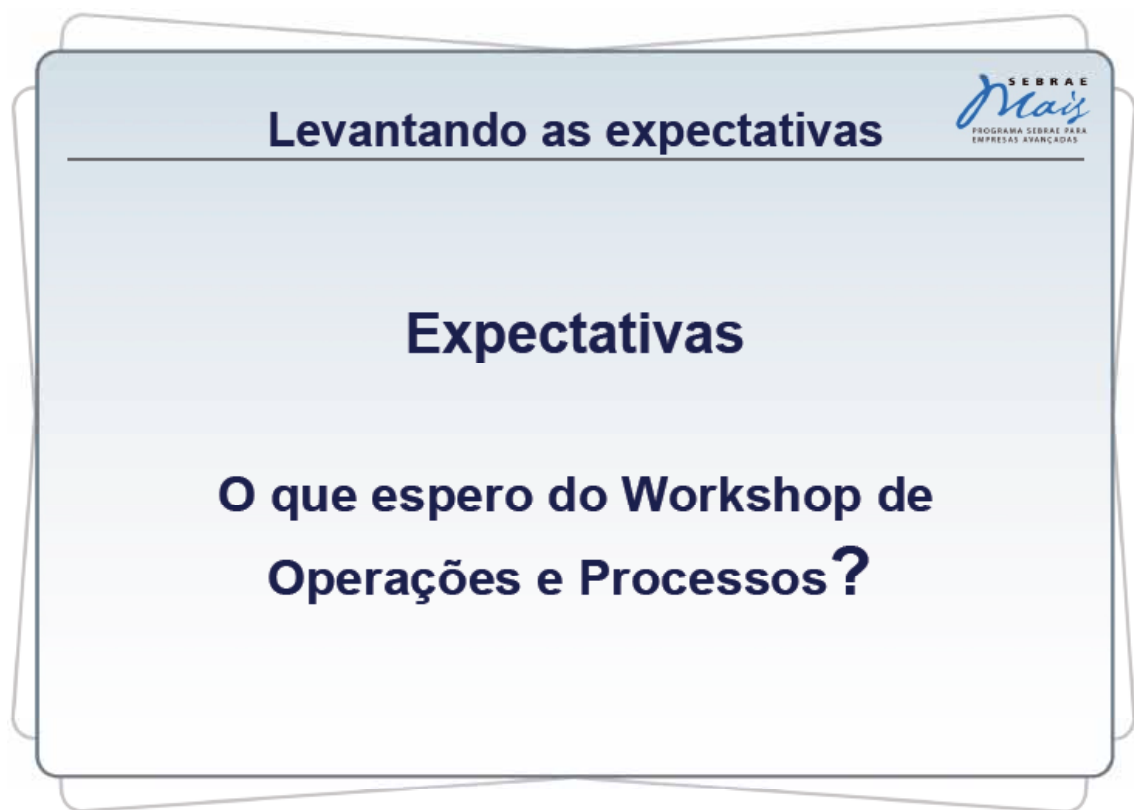 SEBRAE
Mais
PROGRAMA SEBRAE PARA
EMPRESAS AVANÇADAS
Levantando as expectativas
Expectativas
O que espero do Workshop de
Operações e Processos?